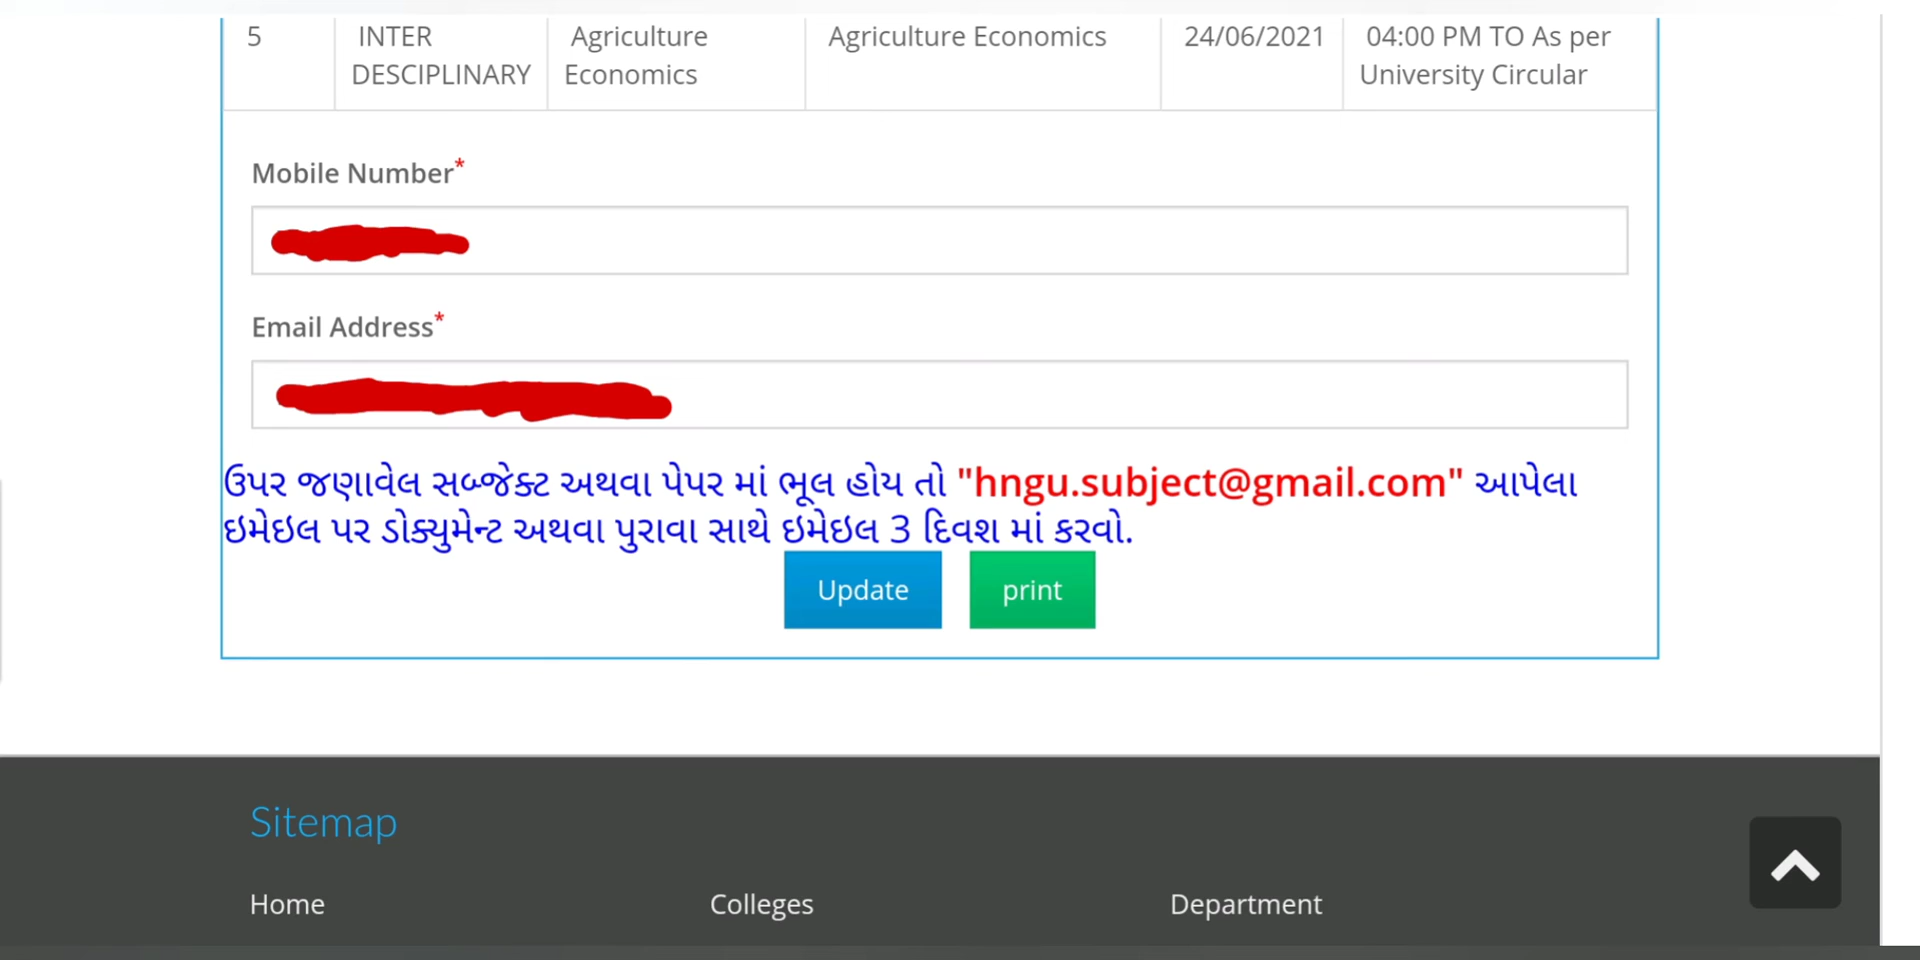 5 INTER Agriculture Agriculture Economics 24/06/2021 04:00 PM TO As per
DESCIPLINARY Economics University Circular
Mobile Number*
Email Address*
ઉપર જણાવેલ સબ્જેક્ટ અથવા પેપર માં ભૂલ હોય તો "hngu.subject@gmail.com" આપેલા
ઇમેઇલ પર ડોક્યુમેન્ટ અથવા પુરાવા સાથે ઇમેઇલ 3 દિવશ માં કરવો.
Update print
Sitemap
Home Colleges Department